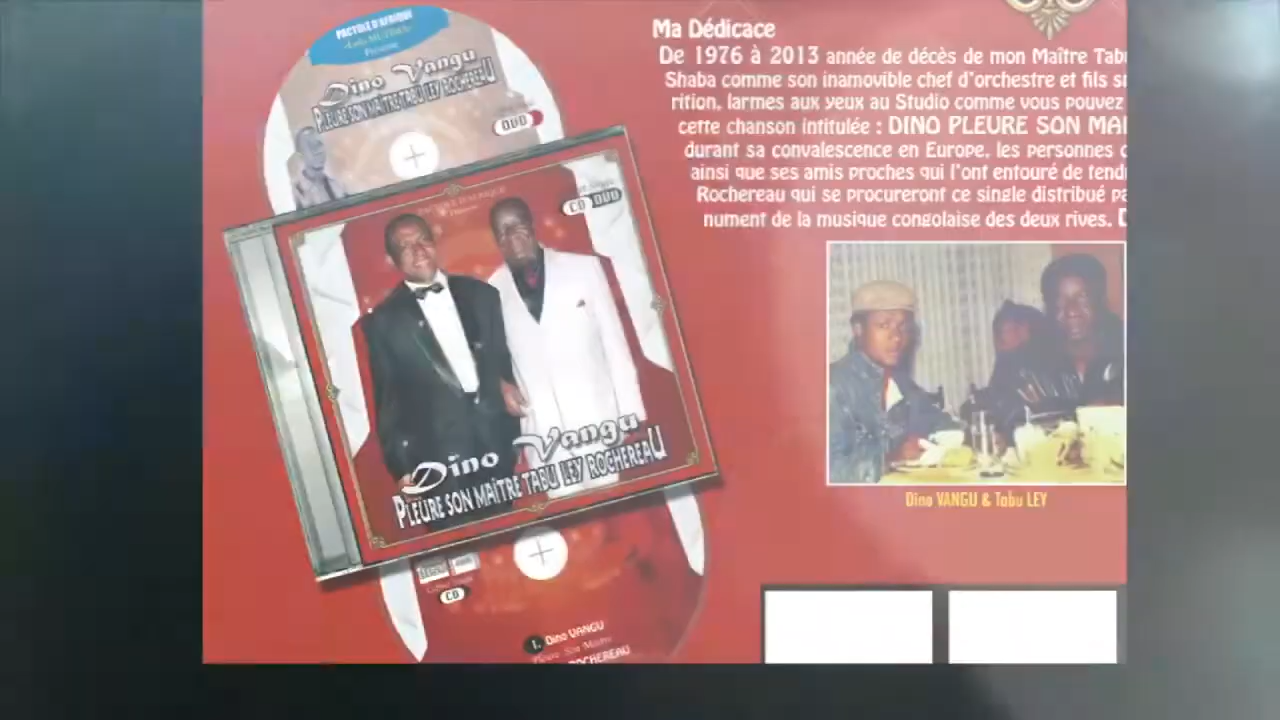 PACTOLE D'AFRIQUE
Présente
Dino Vangu
PLEURE SON MAÎTRE TABU LEY ROCHEREAU
DVD
Ma Dédicace
De 1976 à 2013 année de décès de mon Maître Tabu
Shaba comme son inamovible chef d'orchestre et fils
rition, larmes aux yeux au Studio comme vous pouvez
cette chanson intitulée : DINO PLEURE SON
durant sa convalescence en Europe, les personnes
ainsi que ses amis proches qui l'ont entouré de
Rochereau qui se procureront ce single distribué
nument de la musique congolaise des deux rives.
CD DVD
Dino Vangu
PLEURE SON MAÎTRE TABU LEY ROCHEREAU
Dino VANGU & Tabu LEY
CD
1. Dino VANGU
Pleure Son Maître
ROCHEREAU